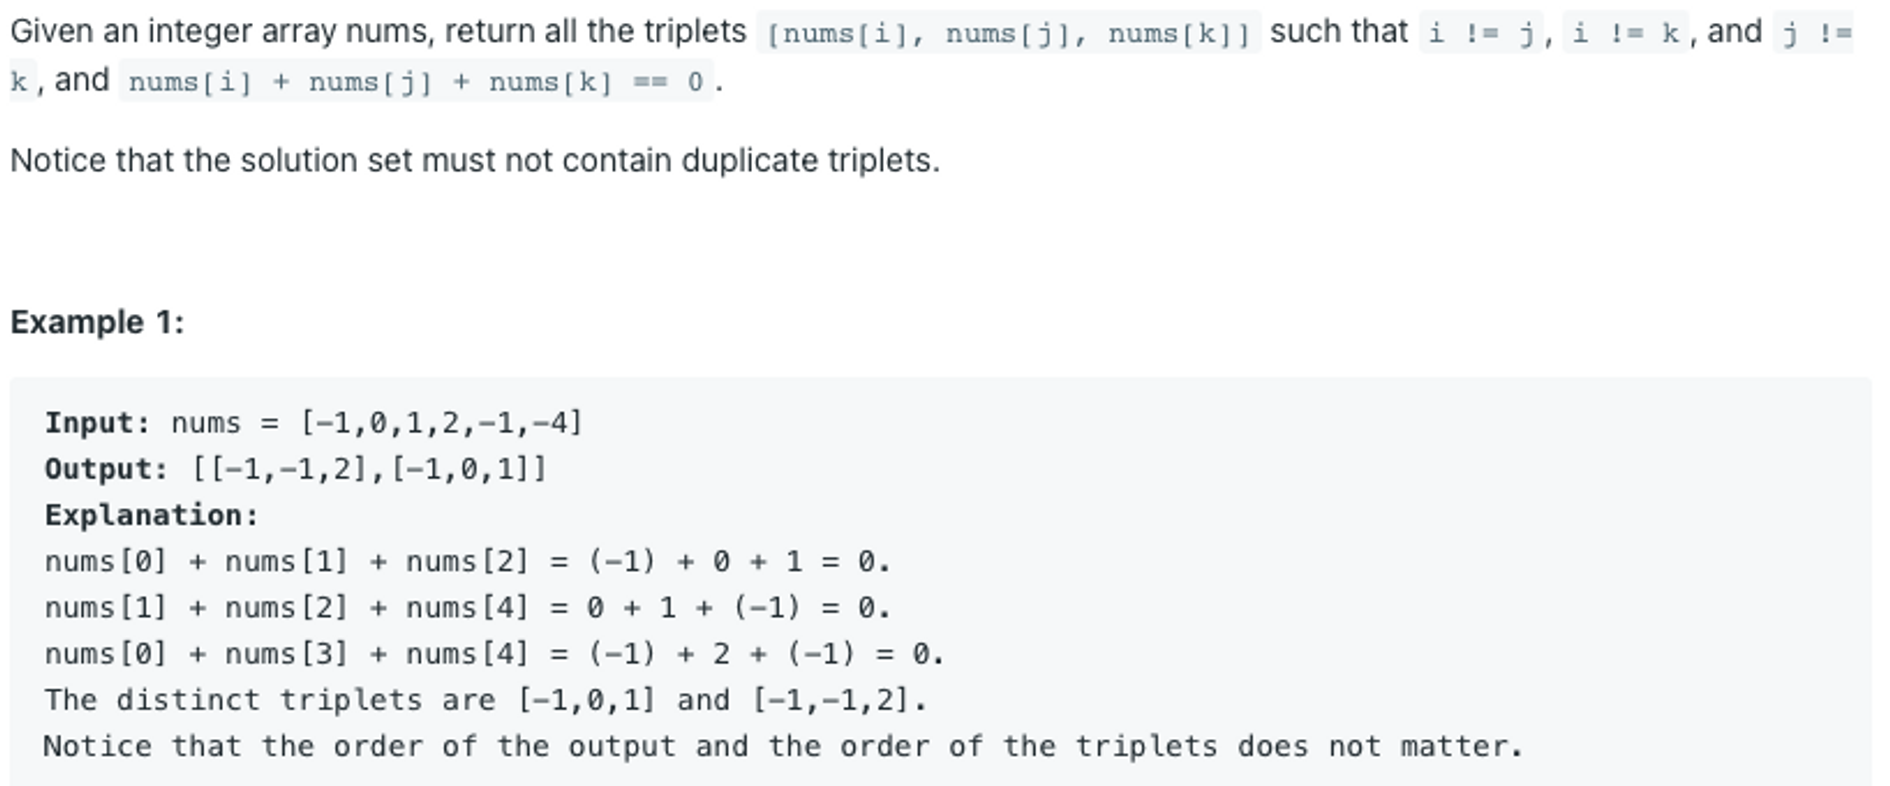 Given an integer array nums, return all the triplets [nums[i], nums[j], nums[k]] such that i != j, i != k, and j !=
k, and nums[i] + nums[j] + nums[k] == 0.
Notice that the solution set must not contain duplicate triplets.
Example 1:
Input: nums = [-1,0,1,2,-1,-4]
Output: [[-1,-1,2],[-1,0,1]]
Explanation:
nums[0] + nums[1] + nums[2] = (-1) + 0 + 1 = 0.
nums[1] + nums[2] + nums[4] = 0 + 1 + (-1) = 0.
nums[0] + nums[3] + nums[4] = (-1) + 2 + (-1) = 0.
The distinct triplets are [-1,0,1] and [-1,-1,2].
Notice that the order of the output and the order of the triplets does not matter.